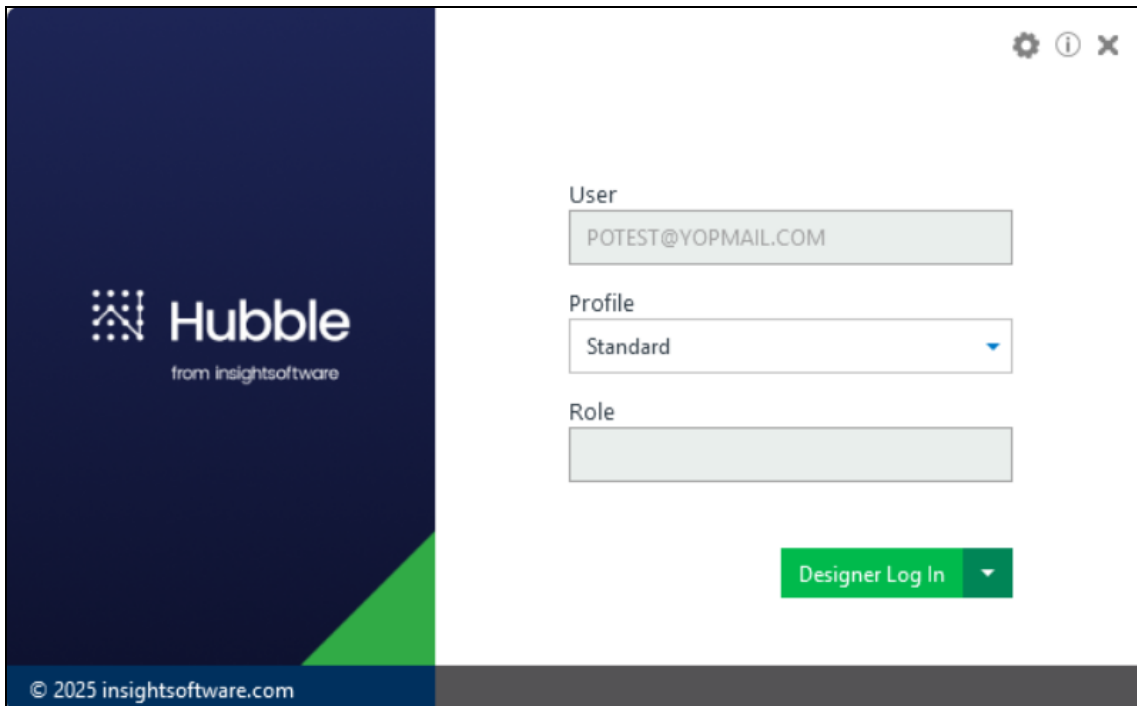 Hubble
from insightsoftware
User
POTEST@YOPMAIL.COM
Profile
Standard
Role
Designer Log In
© 2025 insightsoftware.com